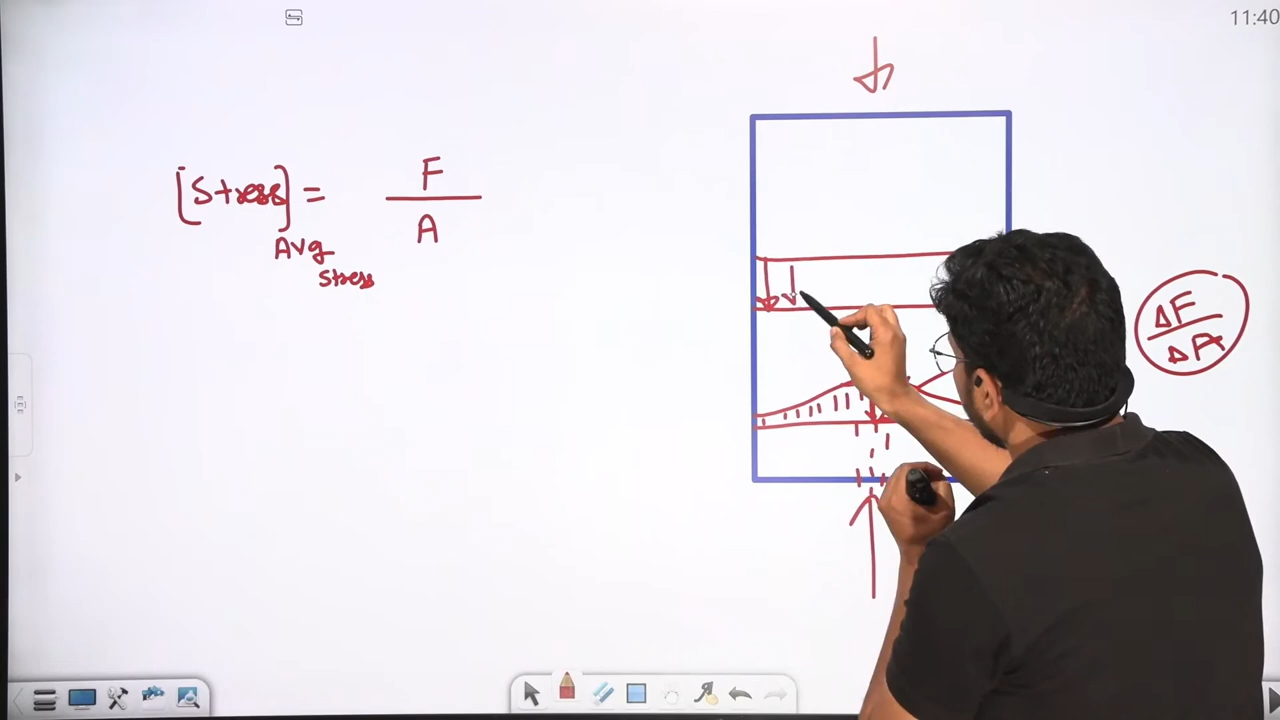 11:40
[Stress] = F
A
Avg
stress
ΔF
ΔA